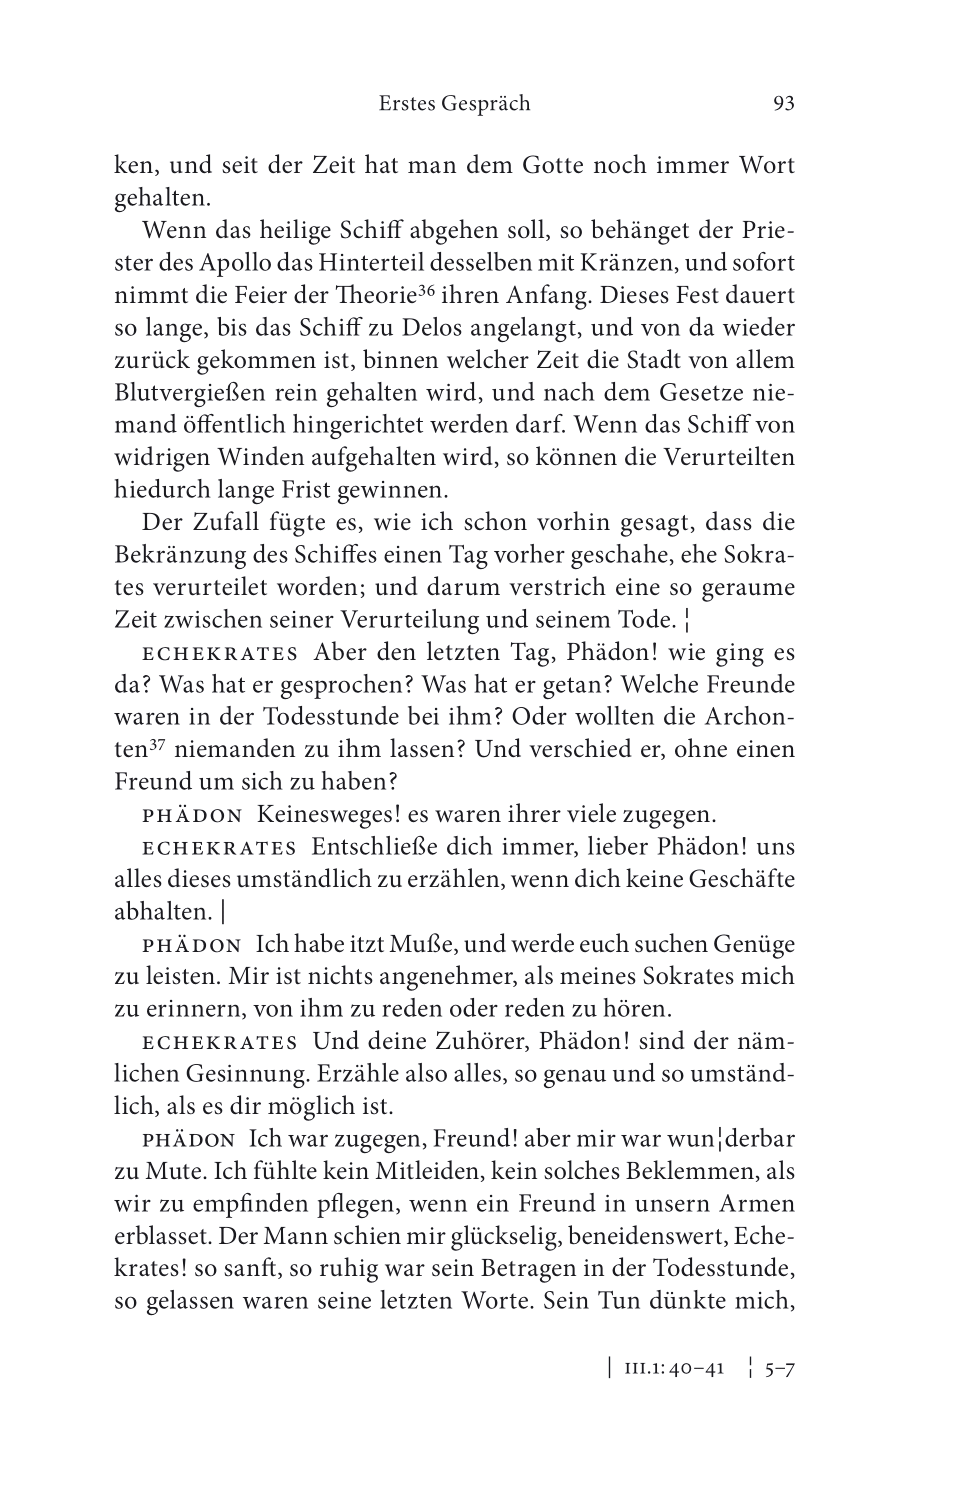 Erstes Gespräch 93
ken, und seit der Zeit hat man dem Gotte noch immer Wort
gehalten.
Wenn das heilige Schiff abgehen soll, so behänget der Prie-
ster des Apollo das Hinterteil desselben mit Kränzen, und sofort
nimmt die Feier der Theorie³⁶ ihren Anfang. Dieses Fest dauert
so lange, bis das Schiff zu Delos angelangt, und von da wieder
zurück gekommen ist, binnen welcher Zeit die Stadt von allem
Blutvergießen rein gehalten wird, und nach dem Gesetze nie-
mand öffentlich hingerichtet werden darf. Wenn das Schiff von
widrigen Winden aufgehalten wird, so können die Verurteilten
hiedurch lange Frist gewinnen.
Der Zufall fügte es, wie ich schon vorhin gesagt, dass die
Bekränzung des Schiffes einen Tag vorher geschahe, ehe Sokra-
tes verurteilet worden; und darum verstrich eine so geraume
Zeit zwischen seiner Verurteilung und seinem Tode. ¦
ECHEKRATES Aber den letzten Tag, Phädon! wie ging es
da? Was hat er gesprochen? Was hat er getan? Welche Freunde
waren in der Todesstunde bei ihm? Oder wollten die Archon-
ten³⁷ niemanden zu ihm lassen? Und verschied er, ohne einen
Freund um sich zu haben?
PHÄDON Keinesweges! es waren ihrer viele zugegen.
ECHEKRATES Entschließe dich immer, lieber Phädon! uns
alles dieses umständlich zu erzählen, wenn dich keine Geschäfte
abhalten. |
PHÄDON Ich habe itzt Muße, und werde euch suchen Genüge
zu leisten. Mir ist nichts angenehmer, als meines Sokrates mich
zu erinnern, von ihm zu reden oder reden zu hören.
ECHEKRATES Und deine Zuhörer, Phädon! sind der näm-
lichen Gesinnung. Erzähle also alles, so genau und so umständ-
lich, als es dir möglich ist.
PHÄDON Ich war zugegen, Freund! aber mir war wun¦derbar
zu Mute. Ich fühlte kein Mitleiden, kein solches Beklemmen, als
wir zu empfinden pflegen, wenn ein Freund in unsern Armen
erblasset. Der Mann schien mir glückselig, beneidenswert, Eche-
krates! so sanft, so ruhig war sein Betragen in der Todesstunde,
so gelassen waren seine letzten Worte. Sein Tun dünkte mich,
| III.1: 40–41 ¦ 5–7